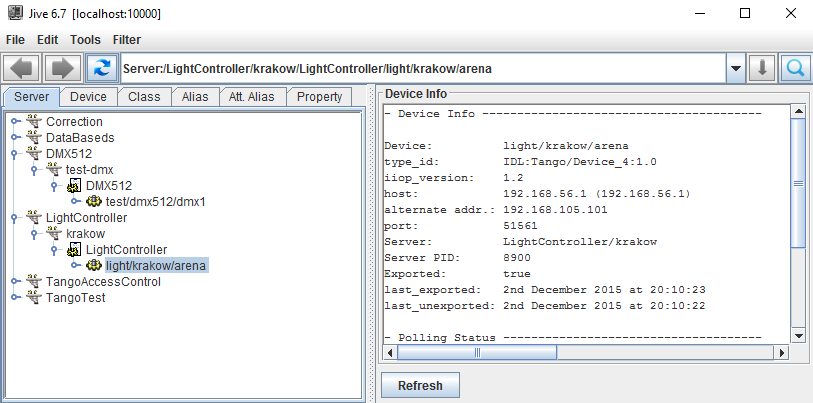 Jive 6.7 [localhost:10000]
File Edit Tools Filter
Server:/LightController/krakow/LightController/light/krakow/arena
Server Device Class Alias Att. Alias Property
Correction
DataBaseds
DMX512
test-dmx
DMX512
test/dmx512/dmx1
LightController
krakow
LightController
light/krakow/arena
TangoAccessControl
TangoTest
Device Info
- Device Info ----------------------------------------
Device: light/krakow/arena
type_id: IDL:Tango/Device_4:1.0
iiop_version: 1.2
host: 192.168.56.1 (192.168.56.1)
alternate addr.: 192.168.105.101
port: 51561
Server: LightController/krakow
Server PID: 8900
Exported: true
last_exported: 2nd December 2015 at 20:10:23
last_unexported: 2nd December 2015 at 20:10:22
- Polling Status -------------------------------------
Refresh